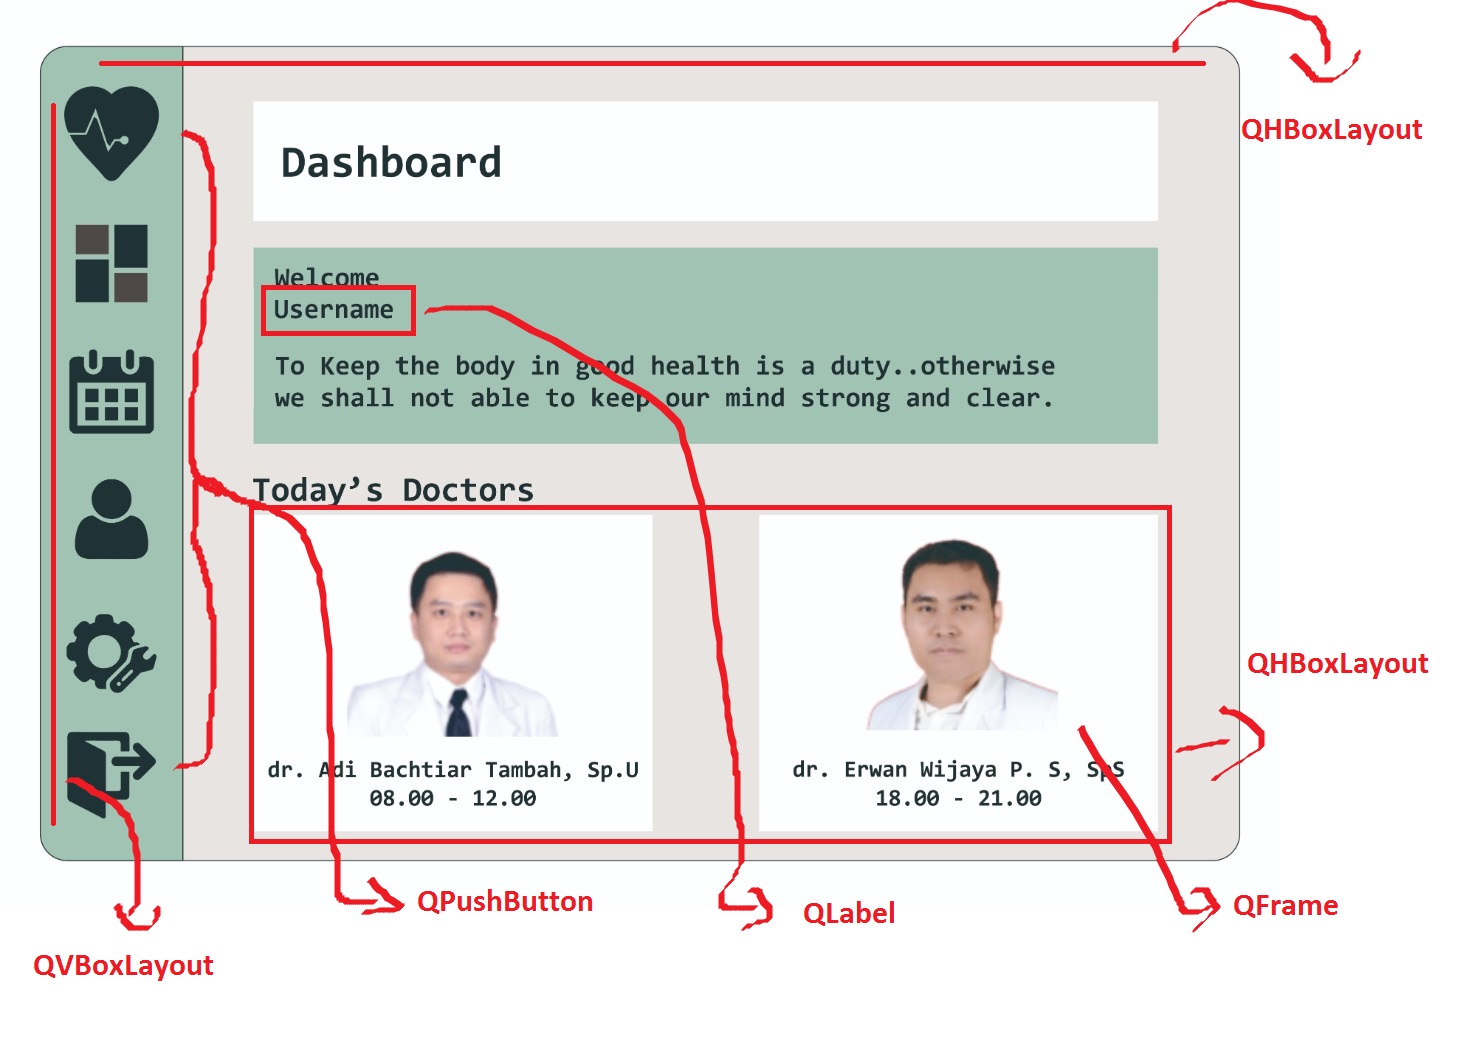 QHBoxLayout
Dashboard
Welcome
Username
To Keep the body in good health is a duty..otherwise
we shall not able to keep our mind strong and clear.
Today’s Doctors
QHBoxLayout
dr. Adi Bachtiar Tambah, Sp.U
08.00 - 12.00
dr. Erwan Wijaya P. S, SpS
18.00 - 21.00
QPushButton
QLabel
QFrame
QVBoxLayout